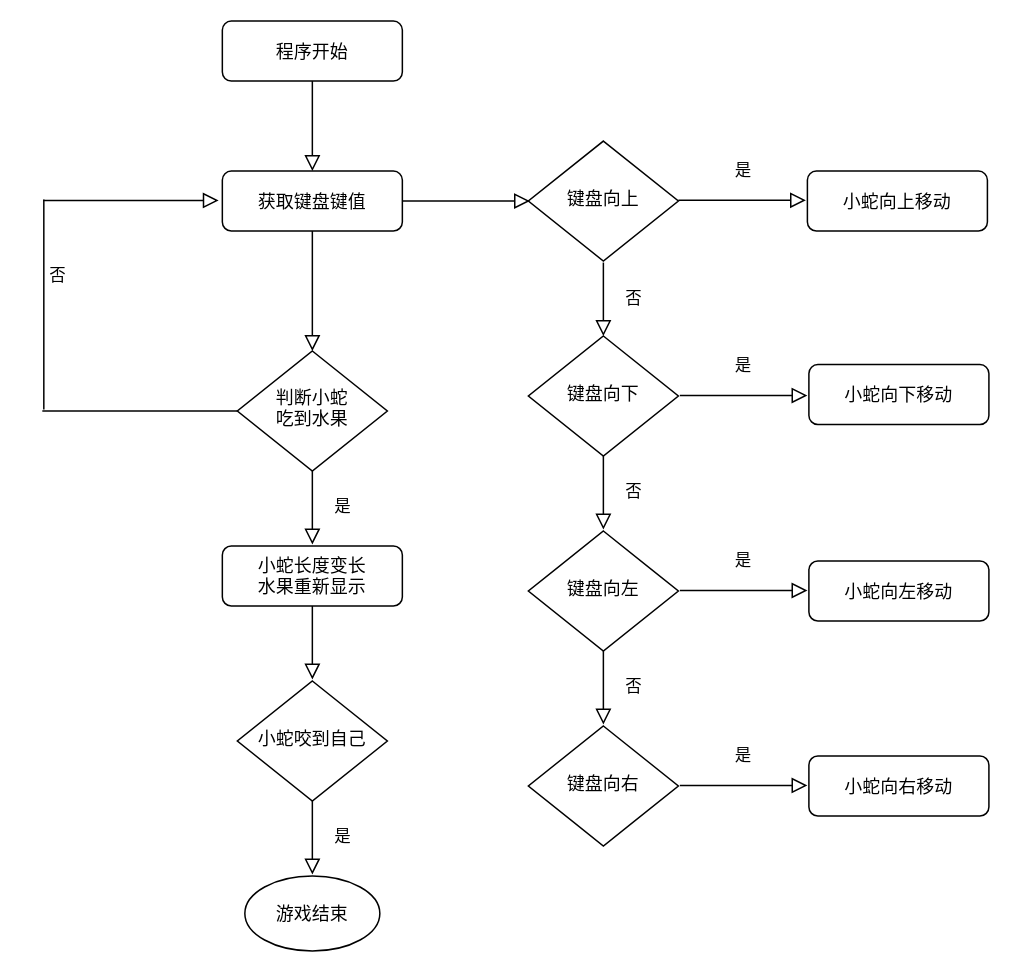 程序开始
获取键盘键值
键盘向上
是
小蛇向上移动
否
否
键盘向下
是
小蛇向下移动
判断小蛇
吃到水果
否
是
小蛇长度变长
水果重新显示
键盘向左
是
小蛇向左移动
否
小蛇咬到自己
键盘向右
是
小蛇向右移动
是
游戏结束